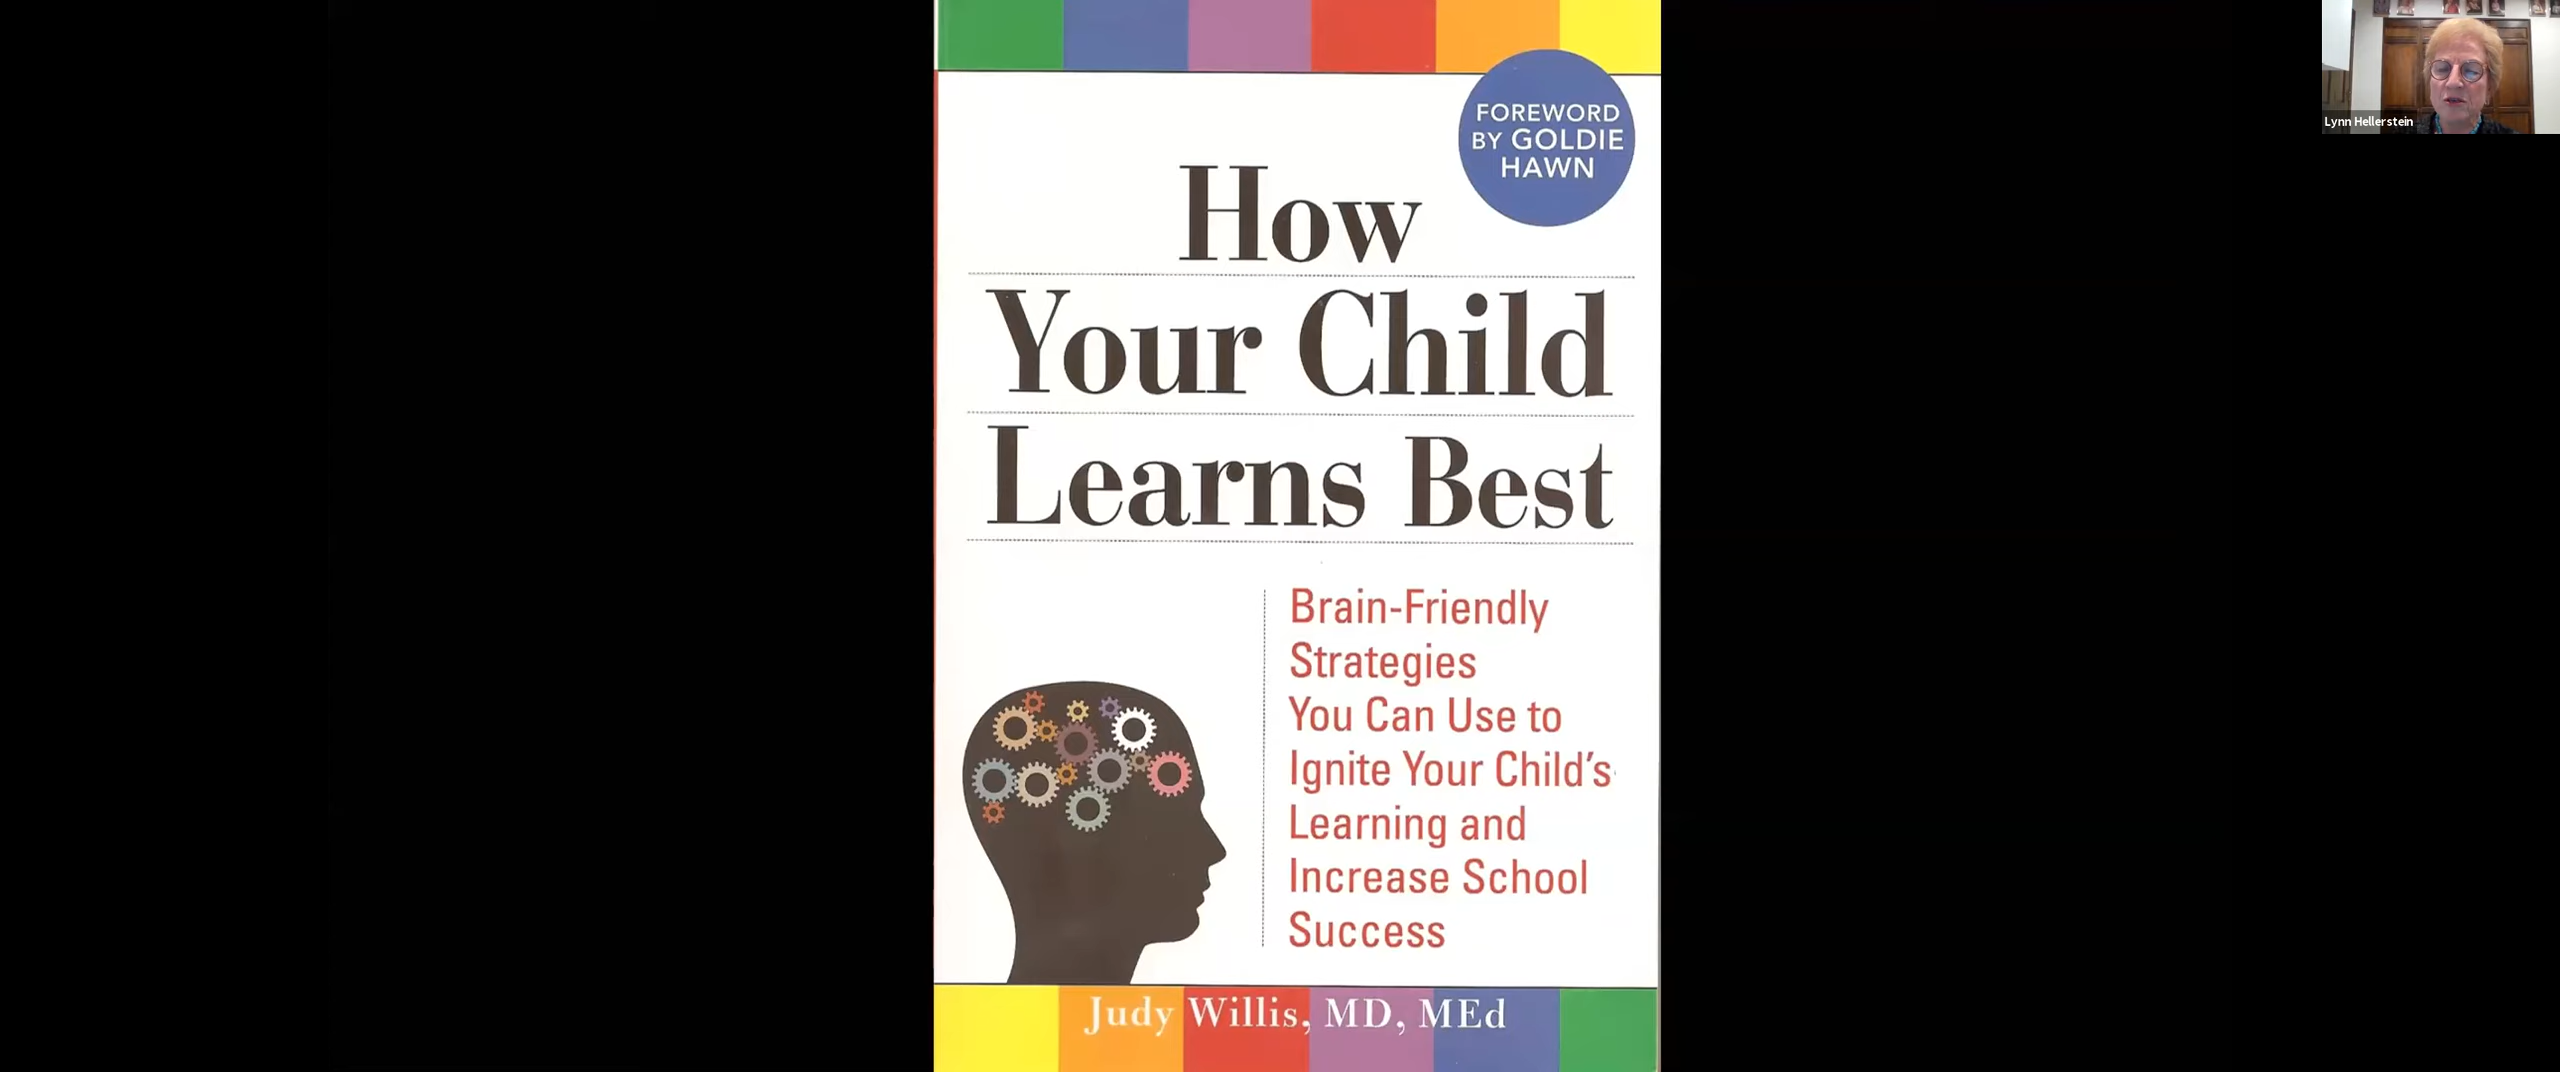 FOREWORD
BY GOLDIE
HAWN
How
Your Child
Learns Best
Brain-Friendly
Strategies
You Can Use to
Ignite Your Child's
Learning and
Increase School
Success
Judy Willis, MD, MEd
Lynn Hellerstein